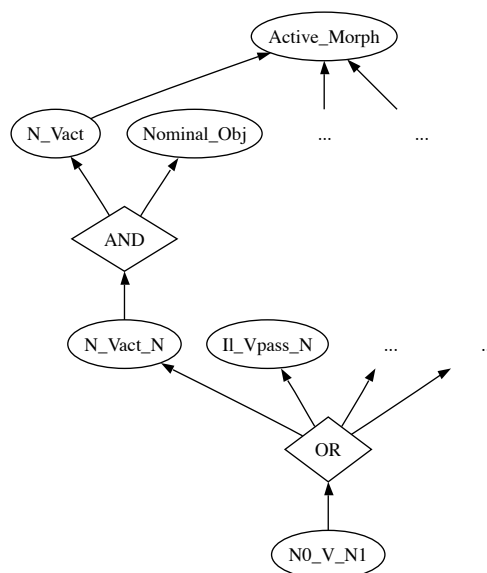 Active_Morph
N_Vact Nominal_Obj ... ...
AND
N_Vact_N Il_Vpass_N ... .
OR
N0_V_N1